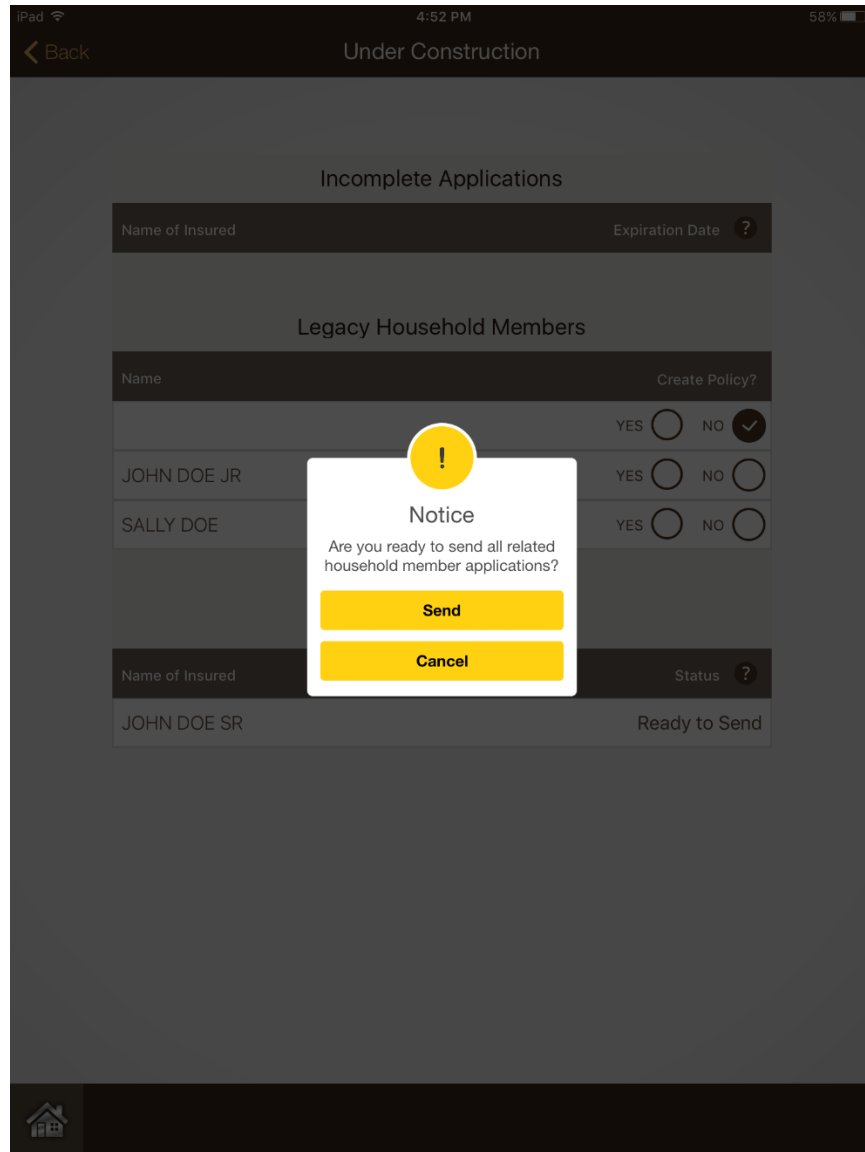 iPad 4:52 PM 58%
Back Under Construction
Incomplete Applications
Name of Insured Expiration Date ?
Legacy Household Members
Name Create Policy?
YES NO
JOHN DOE JR YES NO
SALLY DOE YES NO
!
Notice
Are you ready to send all related
household member applications?
Send
Cancel
Name of Insured Status ?
JOHN DOE SR Ready to Send